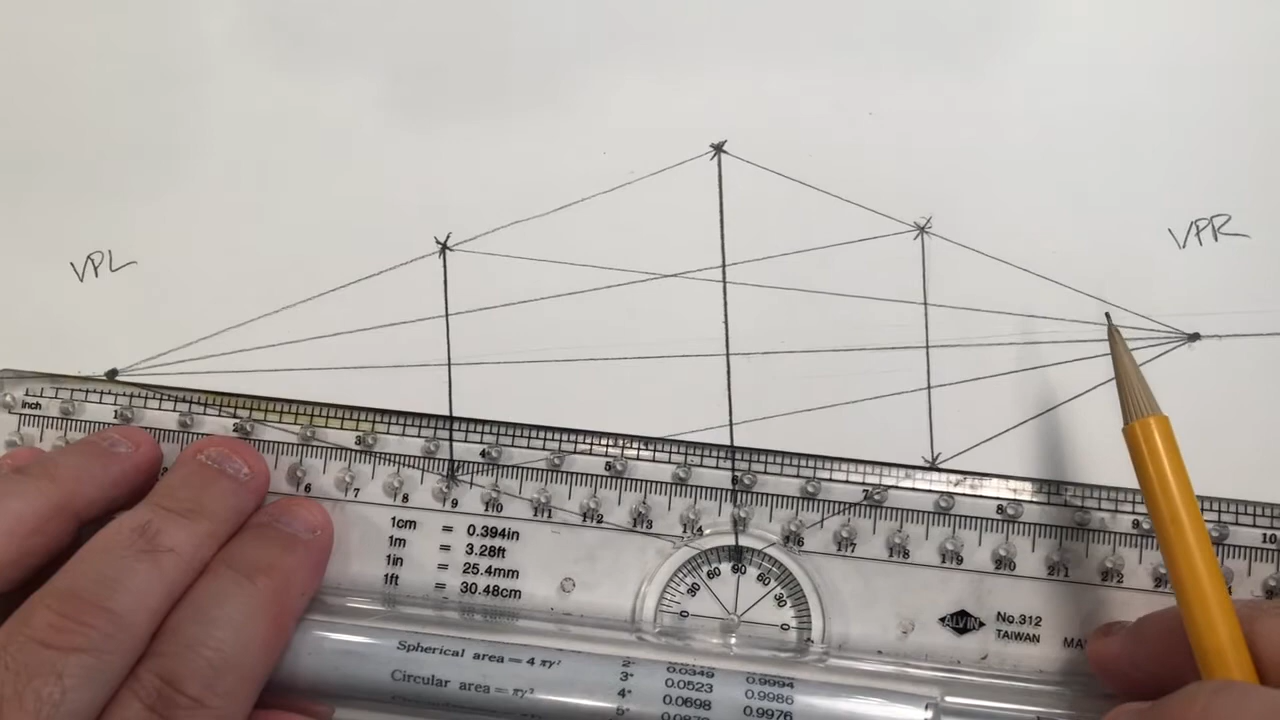 VPL
VPR
inch 1 2 3 4 5 6 7 8 9 10
6 7 8 9 10 11 12 13 14 16 17 18 19 20 21 22
1cm = 0.394in
1m = 3.28ft
1in = 25.4mm
1ft = 30.48cm
0 30 60 90 60 30 0
ALVIN No.312
TAIWAN
Spherical area = 4 πγ²
Circular area = πγ²
2° 0.0349 0.9994
3° 0.0523 0.9986
4° 0.0698 0.9976
5°